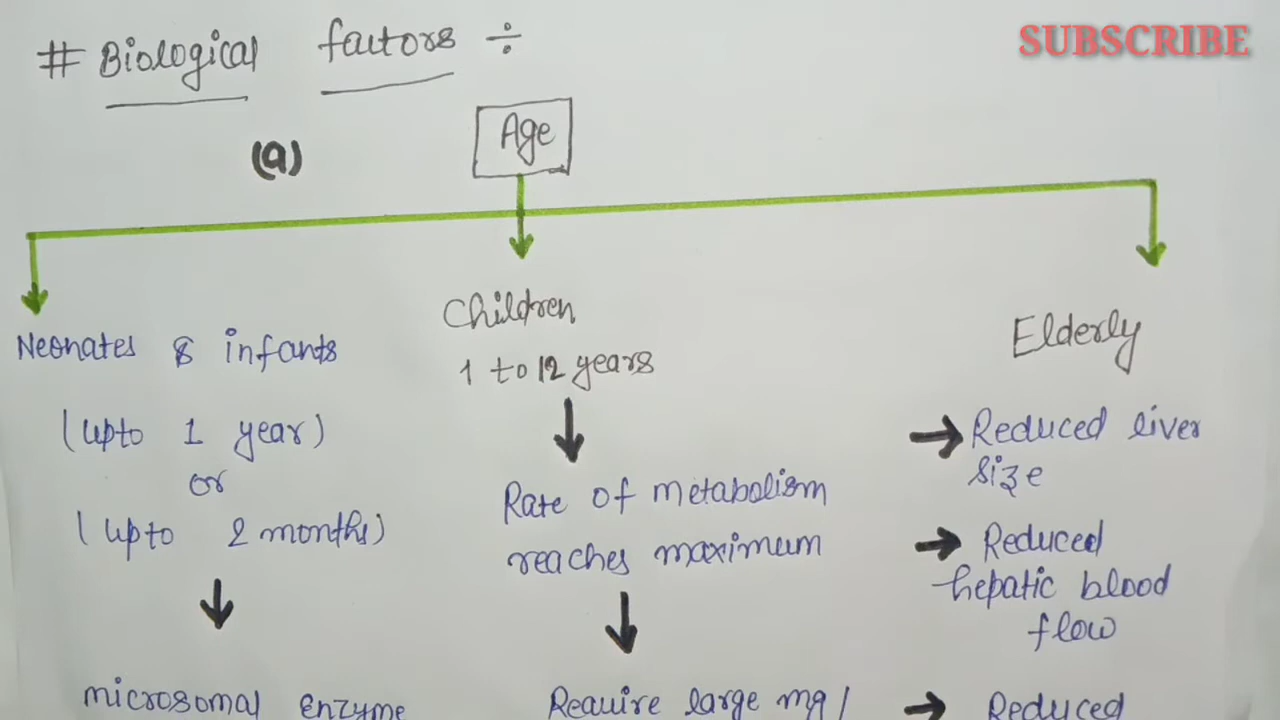 # Biological factors ÷
SUBSCRIBE
(a)
Age
Neonates & infants
(upto 1 year)
or
(upto 2 months)
microsomal enzyme
Children
1 to 12 years
Rate of metabolism
reaches maximum
Require large mg/
Elderly
Reduced liver
size
Reduced
hepatic blood
flow
Reduced